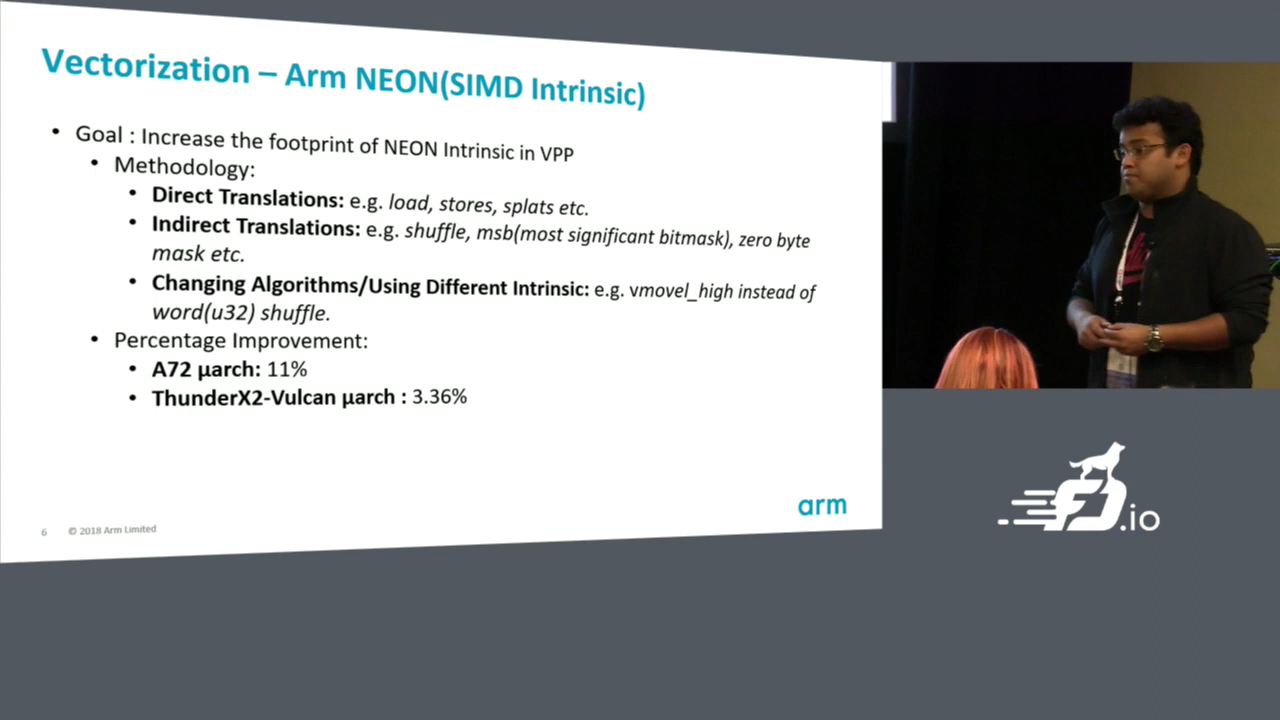 Vectorization – Arm NEON(SIMD Intrinsic)
• Goal : Increase the footprint of NEON Intrinsic in VPP
• Methodology:
• Direct Translations: e.g. load, stores, splats etc.
• Indirect Translations: e.g. shuffle, msb(most significant bitmask), zero byte
mask etc.
• Changing Algorithms/Using Different Intrinsic: e.g. vmovel_high instead of
word(u32) shuffle.
• Percentage Improvement:
• A72 µarch: 11%
• ThunderX2-Vulcan µarch : 3.36%
arm
6 © 2018 Arm Limited
FD.io